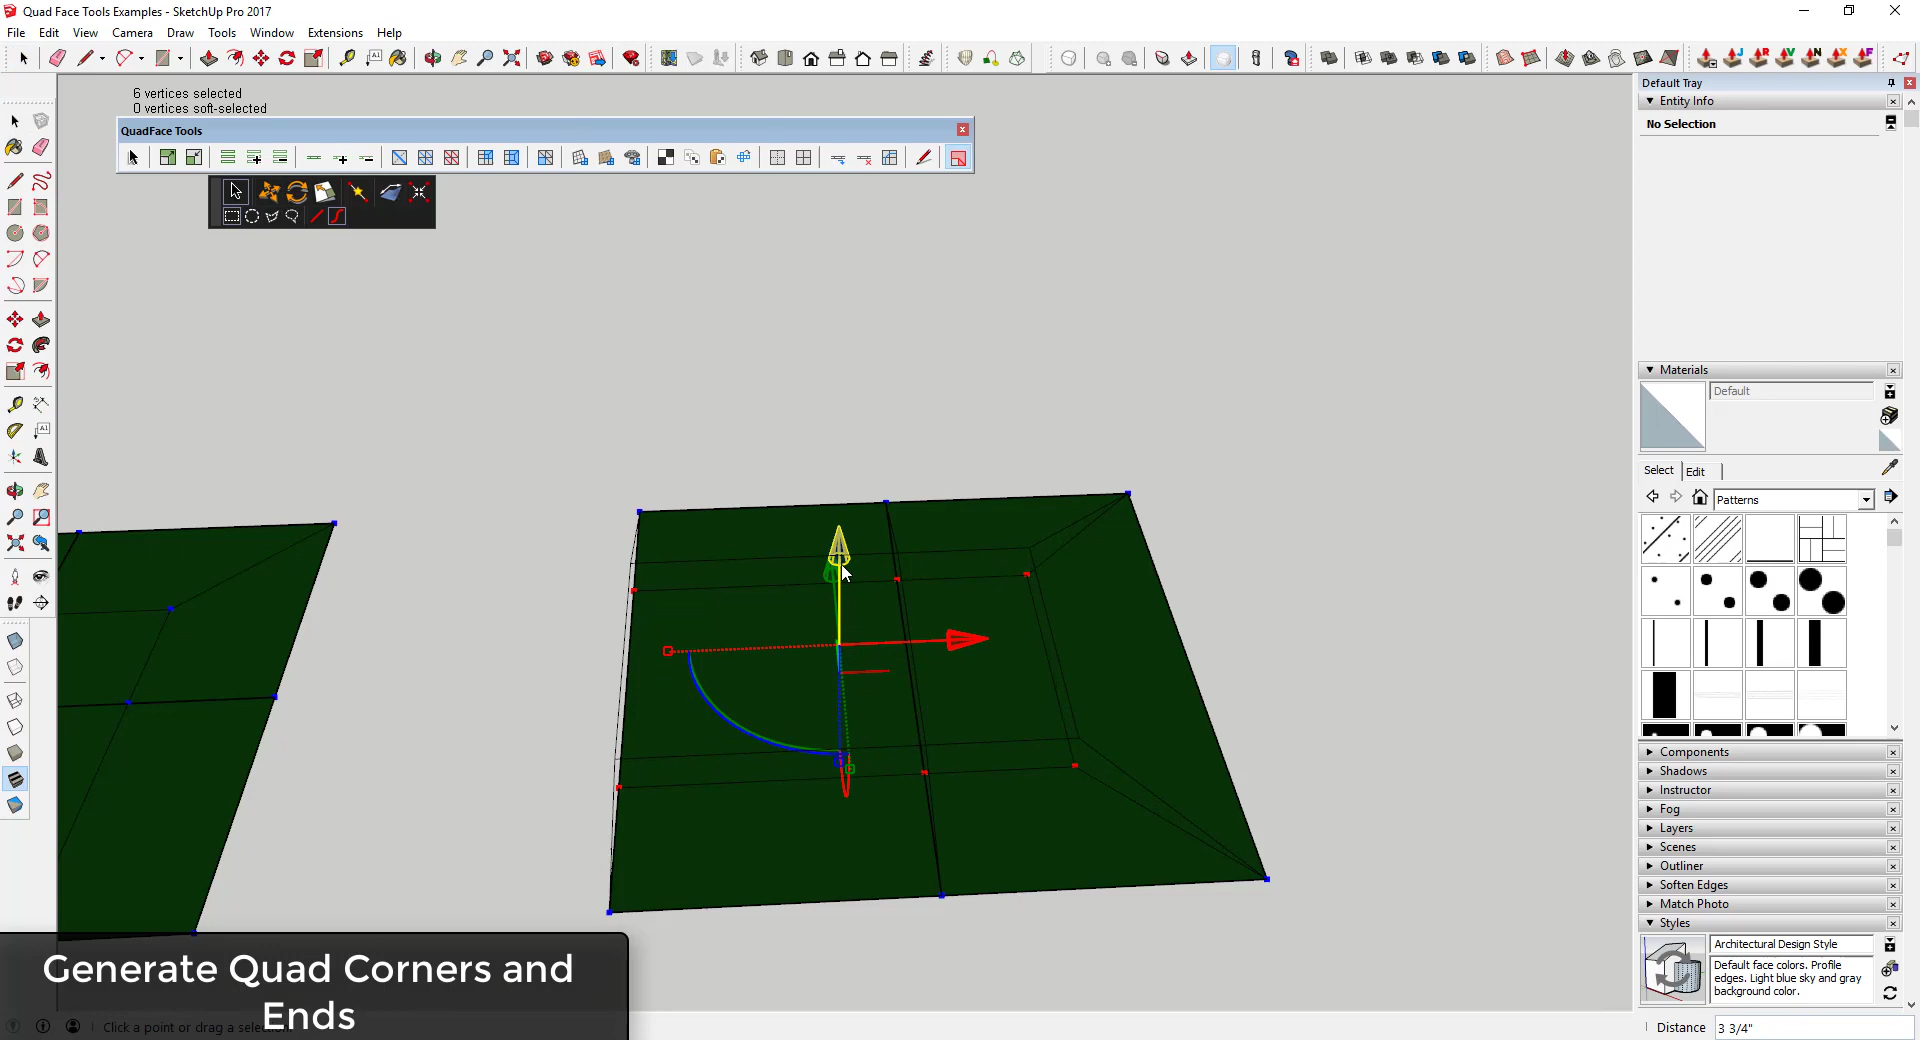 Quad Face Tools Examples - SketchUp Pro 2017
File Edit View Camera Draw Tools Window Extensions Help
6 vertices selected
0 vertices soft-selected
QuadFace Tools
Default Tray
Entity Info
No Selection
Materials
Default
Select Edit
Patterns
Components
Shadows
Instructor
Fog
Layers
Scenes
Outliner
Soften Edges
Match Photo
Styles
Architectural Design Style
Default face colors. Profile
edges. Light blue sky and gray
background color.
Generate Quad Corners and
Ends
Click a point or drag a selection.
Distance 3 3/4"